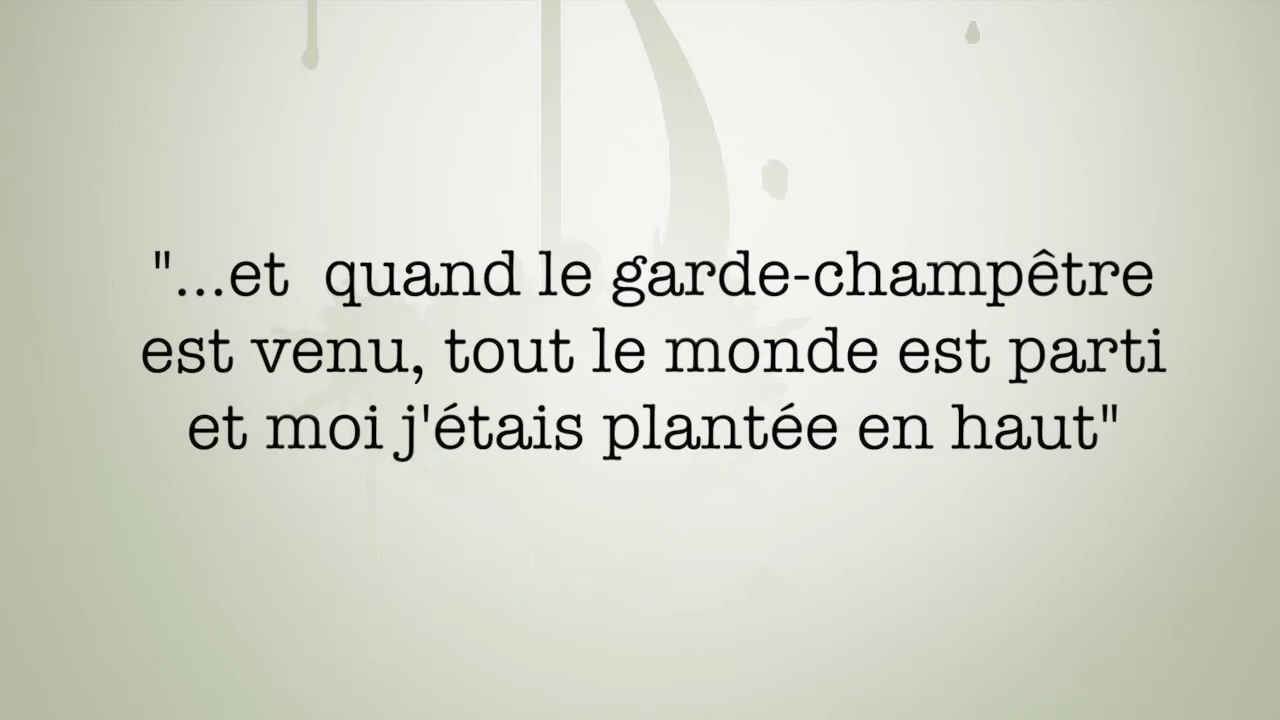 "...et  quand le garde-champêtre
est venu, tout le monde est parti
et moi j'étais plantée en haut"